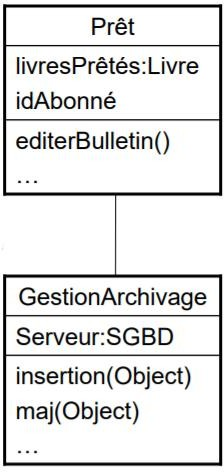 Prêt
livresPrêtés:Livre
idAbonné
editerBulletin()
...
GestionArchivage
Serveur:SGBD
insertion(Object)
maj(Object)
...